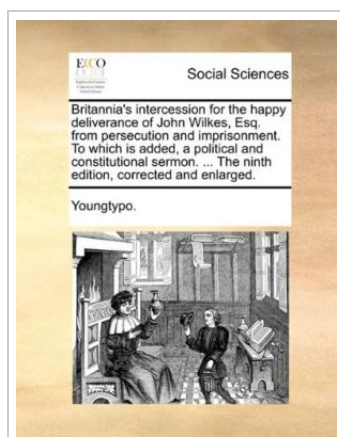 ECCO
Social Sciences
Britannia's intercession for the happy
deliverance of John Wilkes, Esq.
from persecution and imprisonment.
To which is added, a political and
constitutional sermon. ... The ninth
edition, corrected and enlarged.
Youngtypo.